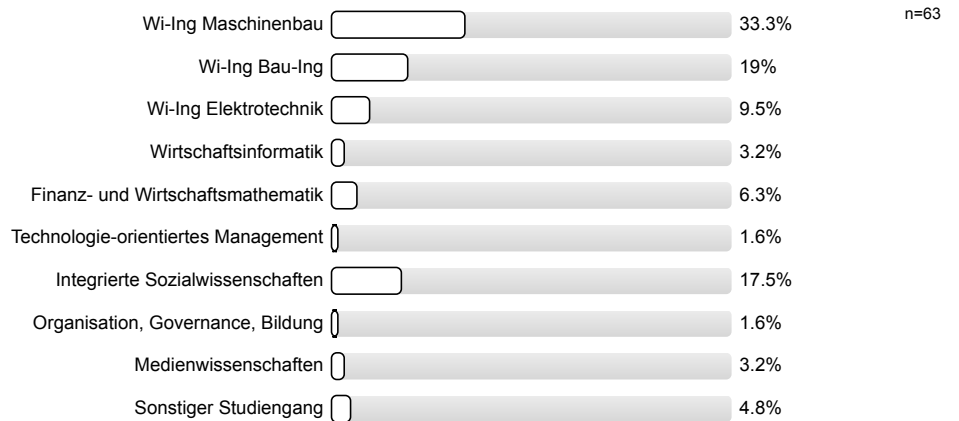 Wi-Ing Maschinenbau 33.3% n=63
Wi-Ing Bau-Ing 19%
Wi-Ing Elektrotechnik 9.5%
Wirtschaftsinformatik 3.2%
Finanz- und Wirtschaftsmathematik 6.3%
Technologie-orientiertes Management 1.6%
Integrierte Sozialwissenschaften 17.5%
Organisation, Governance, Bildung 1.6%
Medienwissenschaften 3.2%
Sonstiger Studiengang 4.8%